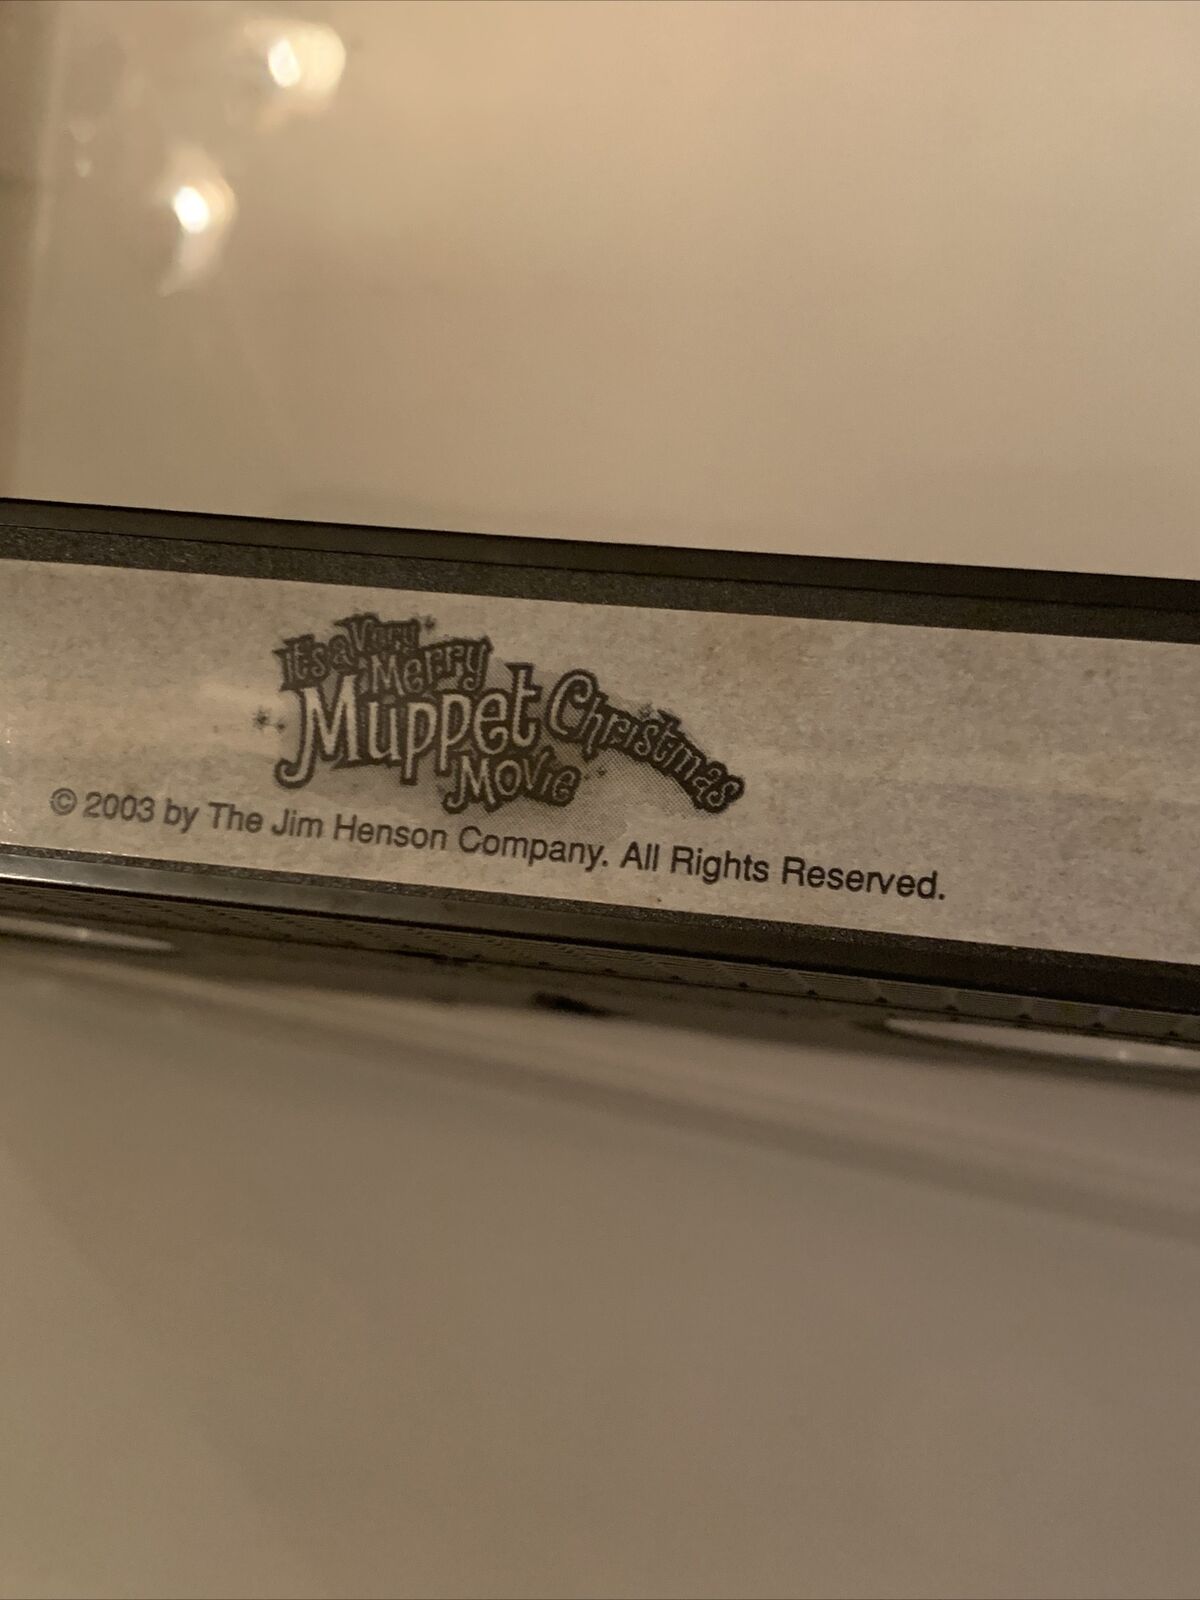 It's a Very
Merry
Muppet Christmas
Movie
© 2003 by The Jim Henson Company. All Rights Reserved.